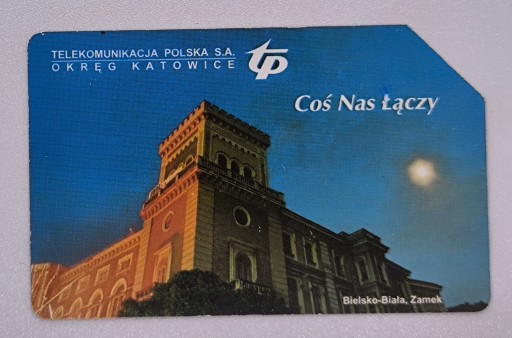 TELEKOMUNIKACJA POLSKA S.A.
OKRĘG KATOWICE
tp
Coś Nas Łączy
Bielsko-Biała, Zamek